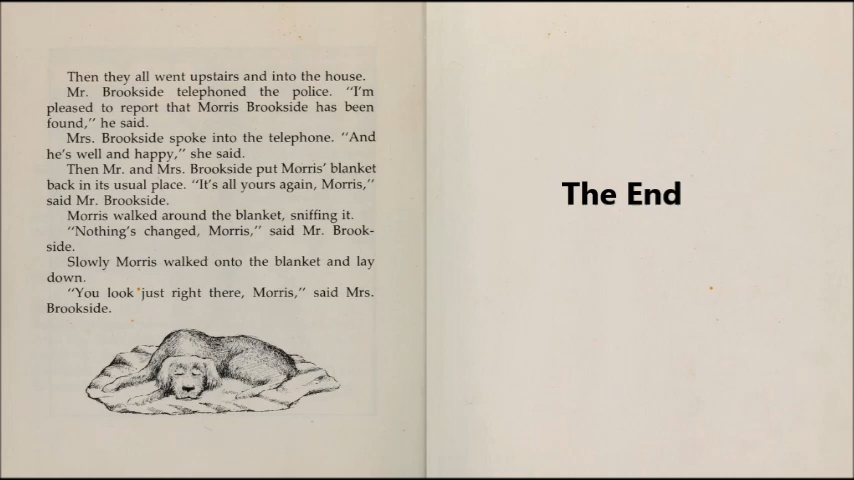 Then they all went upstairs and into the house.
Mr. Brookside telephoned the police. “I’m
pleased to report that Morris Brookside has been
found,” he said.
Mrs. Brookside spoke into the telephone. “And
he’s well and happy,” she said.
Then Mr. and Mrs. Brookside put Morris’ blanket
back in its usual place. “It’s all yours again, Morris,”
said Mr. Brookside.
Morris walked around the blanket, sniffing it.
“Nothing’s changed, Morris,” said Mr. Brook-
side.
Slowly Morris walked onto the blanket and lay
down.
“You look just right there, Morris,” said Mrs.
Brookside.
The End